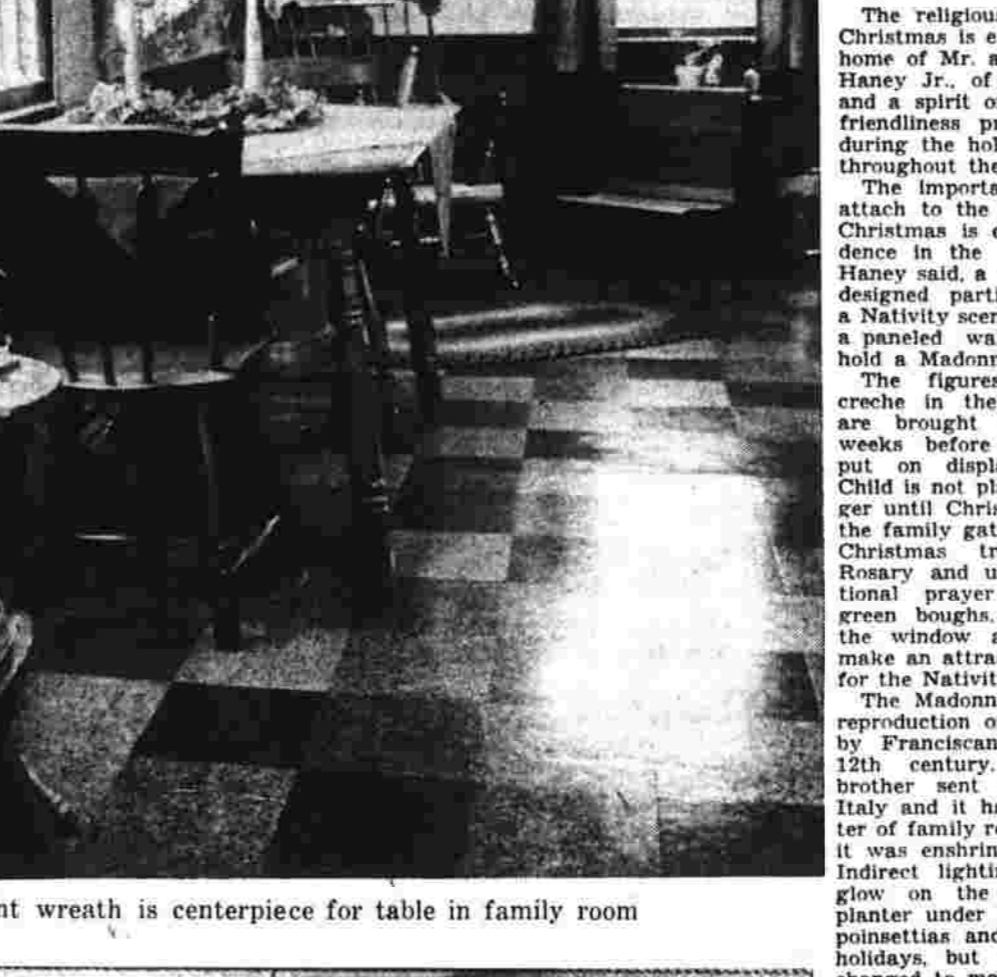 nt wreath is centerpiece for table in family room
The religiou
Christmas is e
home of Mr. a
Haney Jr., of
and a spirit o
friendliness pr
during the hol
throughout the
The importa
attach to the
Christmas is e
dence in the
Haney said, a
designed parti
a Nativity scen
a paneled wa
hold a Madonn
The figures
creche in the
are brought
weeks before
put on displa
Child is not pl
ger until Chris
the family gat
Christmas tr
Rosary and u
tional prayer
green boughs,
the window a
make an attra
for the Nativit
The Madonn
reproduction o
by Franciscan
12th century.
brother sent
Italy and it ha
ter of family r
it was enshrin
Indirect lightin
glow on the
planter under
poinsettias and
holidays, but